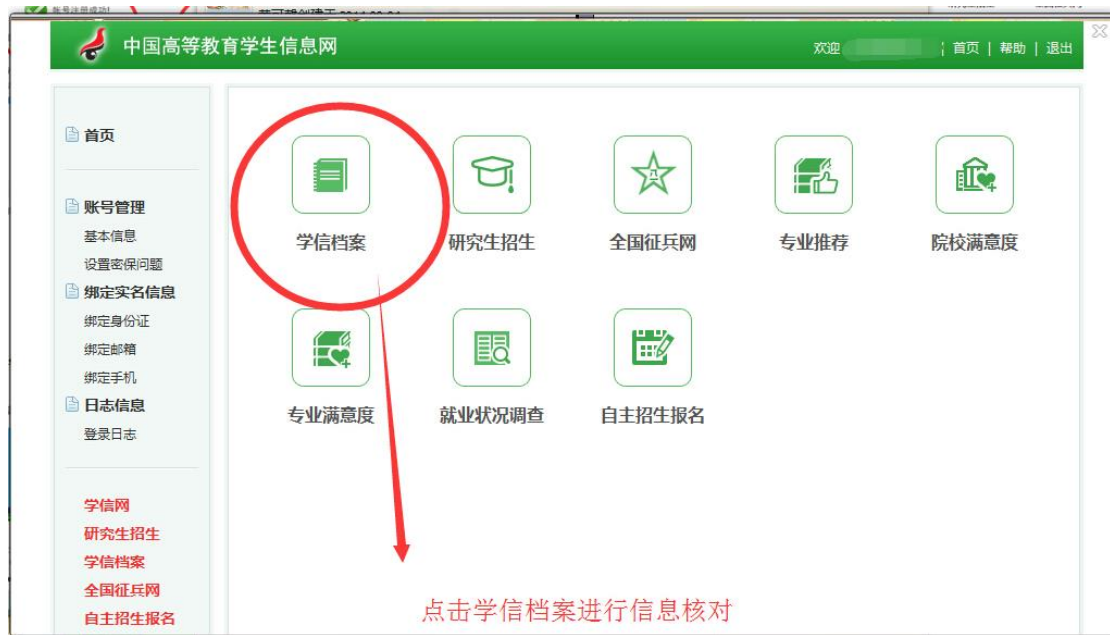 账号注册成功!
中国高等教育学生信息网
欢迎
首页 | 帮助 | 退出
首页
账号管理
基本信息
设置密保问题
绑定实名信息
绑定身份证
绑定邮箱
绑定手机
日志信息
登录日志
学信网
研究生招生
学信档案
全国征兵网
自主招生报名
学信档案
研究生招生
全国征兵网
专业推荐
院校满意度
专业满意度
就业状况调查
自主招生报名
点击学信档案进行信息核对